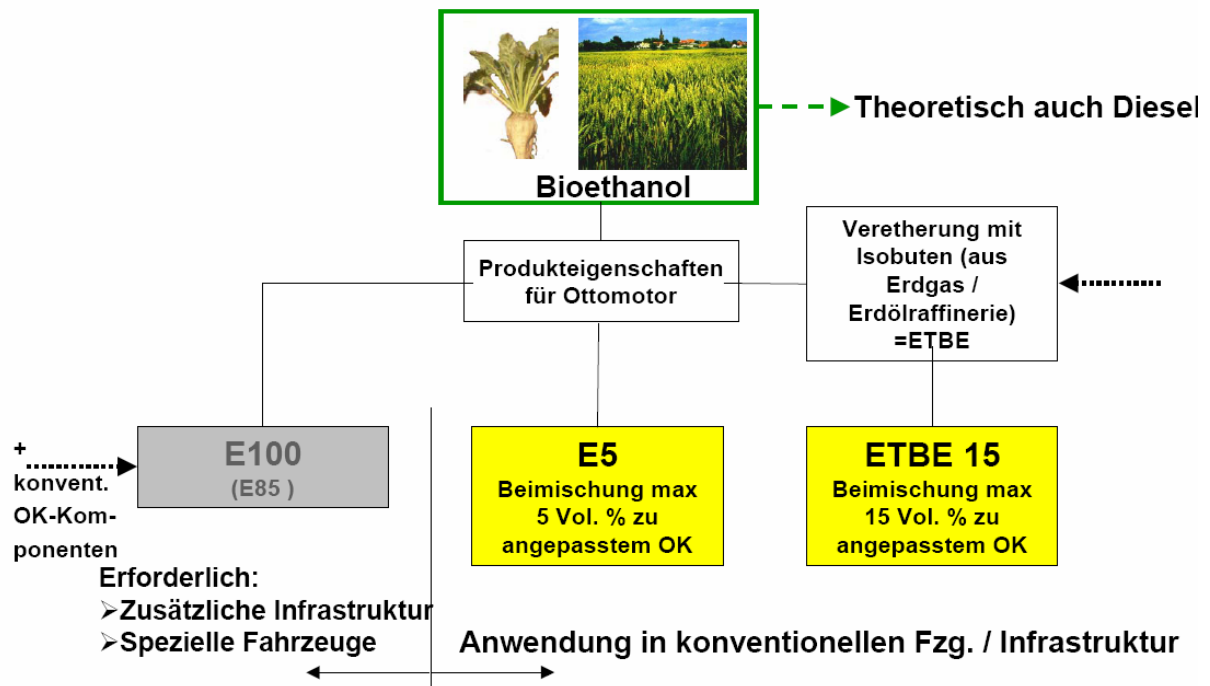 Theoretisch auch Diesel
Bioethanol
Produkteigenschaften
für Ottomotor
Veretherung mit
Isobuten (aus
Erdgas /
Erdölraffinerie)
=ETBE
+
konvent.
OK-Kom-
ponenten
E100
(E85 )
E5
Beimischung max
5 Vol. % zu
angepasstem OK
ETBE 15
Beimischung max
15 Vol. % zu
angepasstem OK
Erforderlich:
➢Zusätzliche Infrastruktur
➢Spezielle Fahrzeuge
Anwendung in konventionellen Fzg. / Infrastruktur